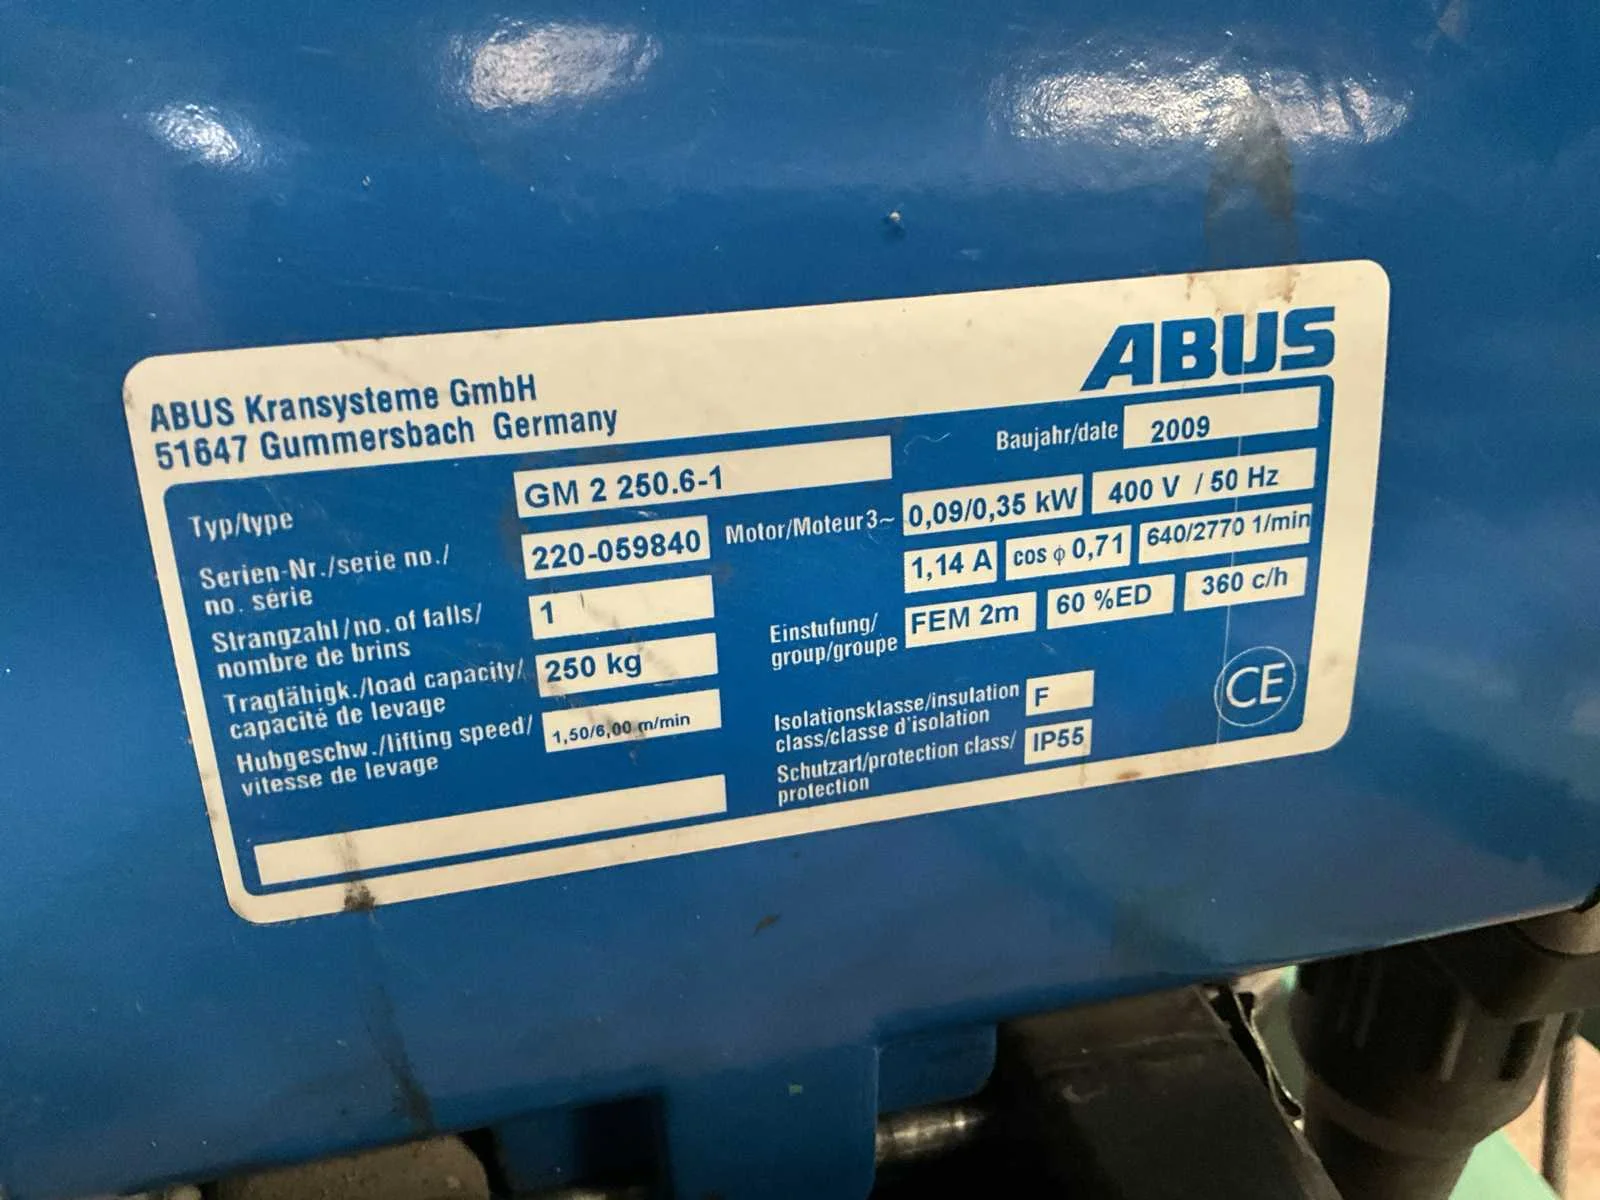 ABUS
ABUS Kransysteme GmbH
51647 Gummersbach Germany
Baujahr/date 2009
Typ/type GM 2 250.6-1
Serien-Nr./serie no./
no. série 220-059840
Strangzahl/no. of falls/
nombre de brins 1
Tragfähigk./load capacity/
capacité de levage 250 kg
Hubgeschw./lifting speed/
vitesse de levage 1,50/6,00 m/min
Motor/Moteur 3~ 0,09/0,35 kW 400 V / 50 Hz
1,14 A cos φ 0,71 640/2770 1/min
Einstufung/
group/groupe FEM 2m 60 %ED 360 c/h
Isolationsklasse/insulation
class/classe d'isolation F
Schutzart/protection class/
protection IP55
CE